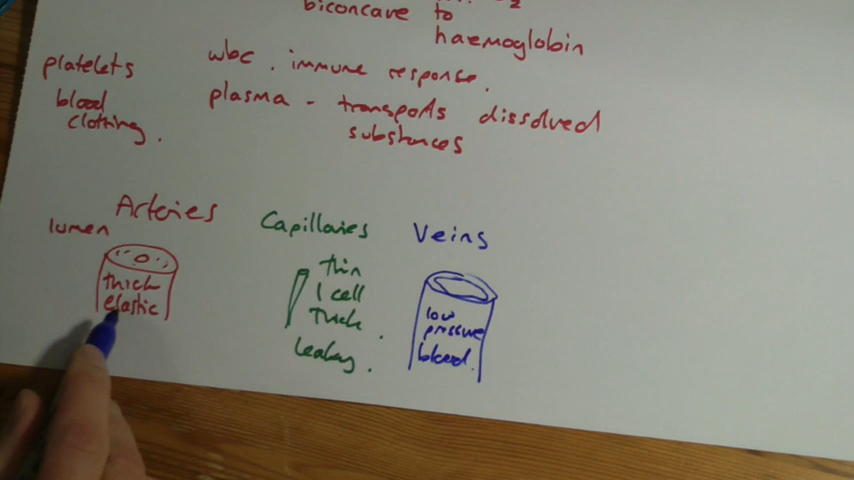 biconcave to
haemoglobin
platelets
blood
clothing.
wbc . immune response.
plasma - transports dissolved
substances
Arteries
lumen
thick
elastic
Capillaries
thin
1 cell
thick.
leaky.
Veins
low
pressure
blood.